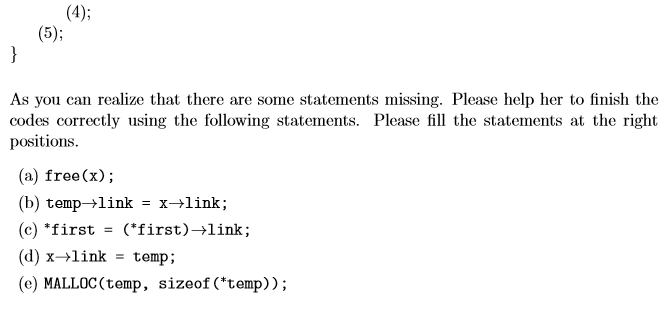 (4);
(5);
}
As you can realize that there are some statements missing. Please help her to finish the
codes correctly using the following statements. Please fill the statements at the right
positions.
(a) free(x);
(b) temp→link = x→link;
(c) *first = (*first)→link;
(d) x→link = temp;
(e) MALLOC(temp, sizeof(*temp));